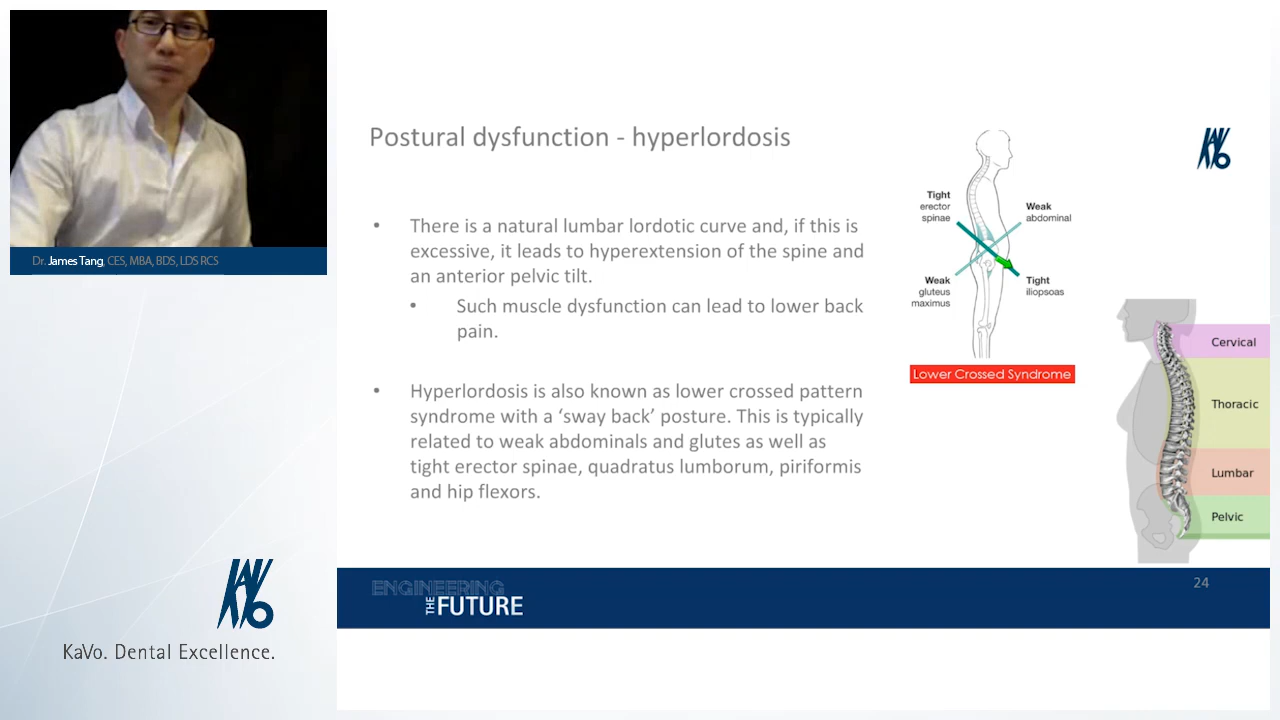 Dr. James Tang, CES, MBA, BDS, LDS RCS
KaVo. Dental Excellence.
Postural dysfunction - hyperlordosis
• There is a natural lumbar lordotic curve and, if this is
excessive, it leads to hyperextension of the spine and
an anterior pelvic tilt.
• Such muscle dysfunction can lead to lower back
pain.
• Hyperlordosis is also known as lower crossed pattern
syndrome with a ‘sway back’ posture. This is typically
related to weak abdominals and glutes as well as
tight erector spinae, quadratus lumborum, piriformis
and hip flexors.
Tight
erector
spinae
Weak
abdominal
Weak
gluteus
maximus
Tight
iliopsoas
Lower Crossed Syndrome
KAVO
Cervical
Thoracic
Lumbar
Pelvic
ENGINEERING
THE FUTURE
24
KAVO